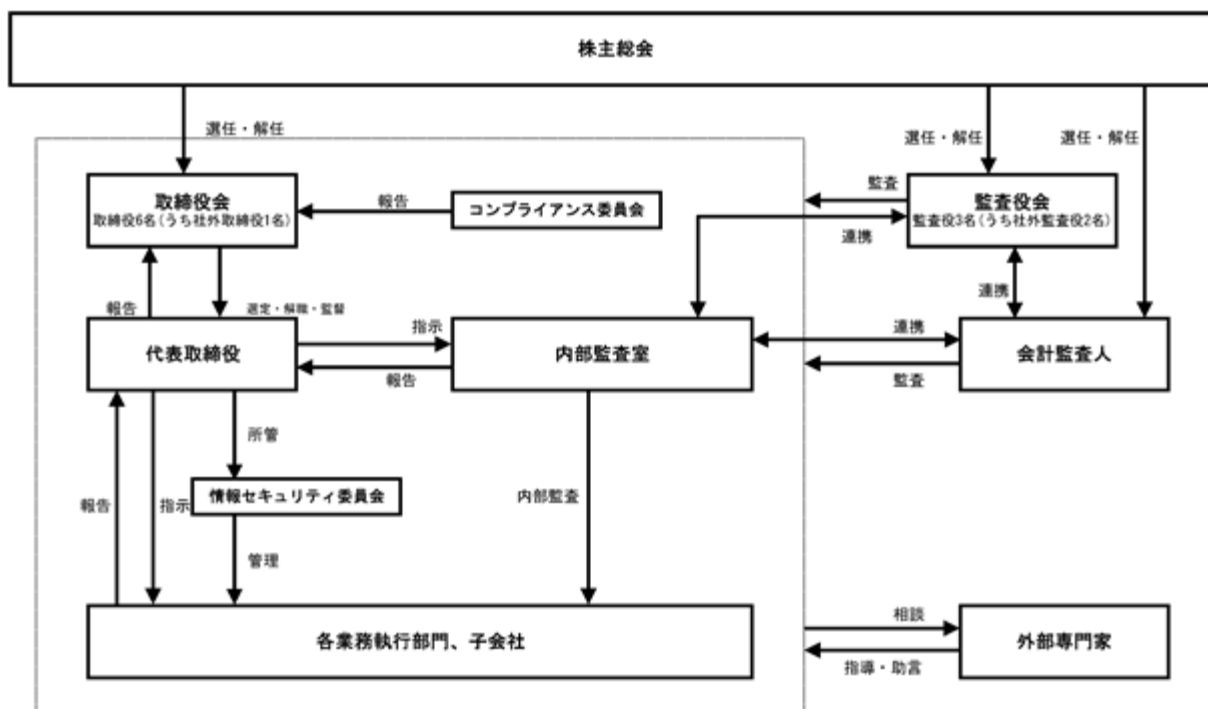 株主総会
選任・解任
選任・解任
選任・解任
取締役会
取締役6名(うち社外取締役1名)
報告
コンプライアンス委員会
監査
連携
監査役会
監査役3名(うち社外監査役2名)
報告
選定・解職・監督
連携
代表取締役
指示
報告
内部監査室
連携
監査
会計監査人
所管
情報セキュリティ委員会
報告
指示
内部監査
管理
各業務執行部門、子会社
相談
指導・助言
外部専門家